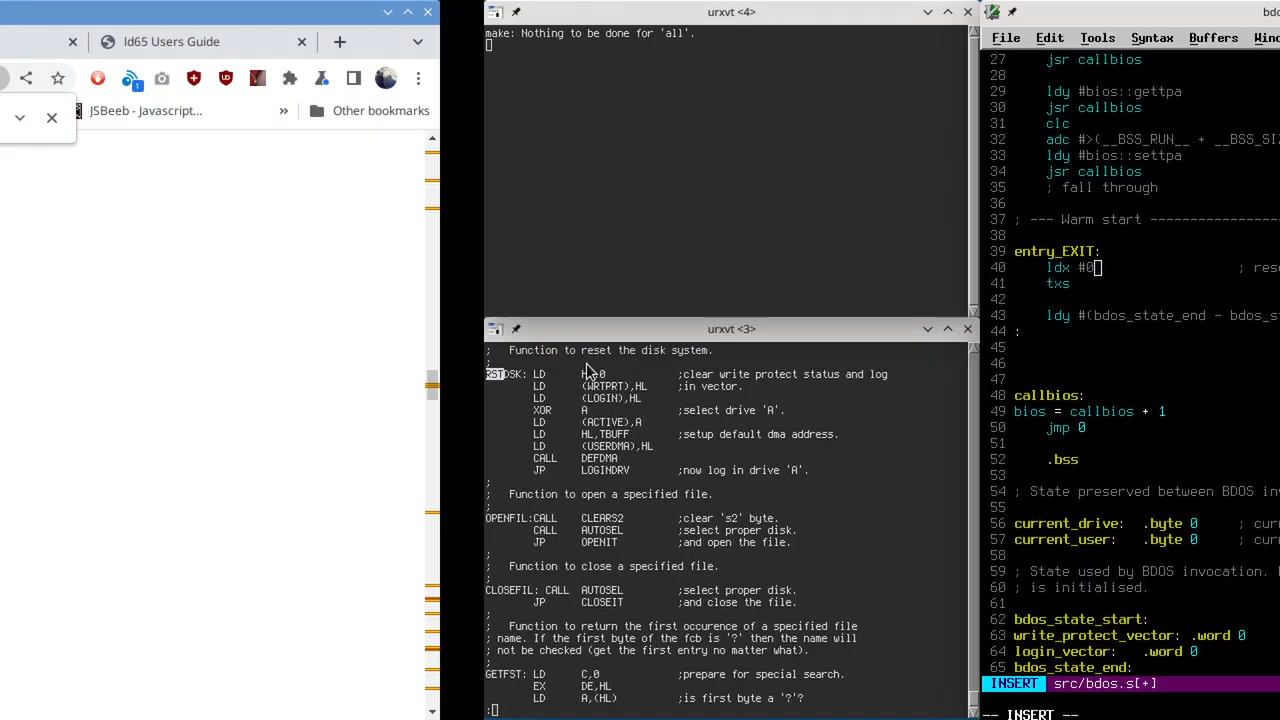 ld65 Users Guide
1
JSBeeb - Javascript...
»
Other bookmarks
urxvt <4>
make: Nothing to be done for 'all'.
urxvt <3>
;   Function to reset the disk system.
;
RSTDSK: LD      HL,0            ;clear write protect status and log
        LD      (WRTPRT),HL     ;in vector.
        LD      (LOGIN),HL
        XOR     A               ;select drive 'A'.
        LD      (ACTIVE),A
        LD      HL,TBUFF        ;setup default dma address.
        LD      (USERDMA),HL
        CALL    DEFDMA
        JP      LOGINDRV        ;now log in drive 'A'.
;
;   Function to open a specified file.
;
OPENFIL:CALL    CLEARS2         ;clear 's2' byte.
        CALL    AUTOSEL         ;select proper disk.
        JP      OPENIT          ;and open the file.
;
;   Function to close a specified file.
;
CLOSEFIL: CALL  AUTOSEL         ;select proper disk.
        JP      CLOSEIT         ;and close the file.
;
;   Function to return the first occurence of a specified file
; name. If the first byte of the fcb is '?' then the name will
; not be checked (get the first entry no matter what).
;
GETFST: LD      C,0             ;prepare for special search.
        EX      DE,HL
        LD      A,(HL)          ;is first byte a '?'?
:
File Edit Tools Syntax Buffers
27     jsr callbios
28
29     ldy #bios::gettpa
30     jsr callbios
31     clc
32     adc #>(__BSS_RUN__ + __BSS_SI
33     ldy #bios::settpa
34     jsr callbios
35     ; fall through
36
37 ; --- Warm start -----------------
38
39 entry_EXIT:
40     ldx #0                  ; res
41     txs
42
43     ldy #(bdos_state_end - bdos_s
44 :
45
46
47
48 callbios:
49 bios = callbios + 1
50     jmp 0
51
52     .bss
53
54 ; State preserved between BDOS inv
55
56 current_drive:  .byte 0     ; cur
57 current_user:   .byte 0     ; cur
58
59 ; State used by BDOS invocation.
60 ; is initialised.
61
62 bdos_state_start:
63 write_protect_vector: .word 0
64 login_vector:   .word 0
65 bdos_state_end:
INSERT src/bdos.s[+]
-- INSERT --